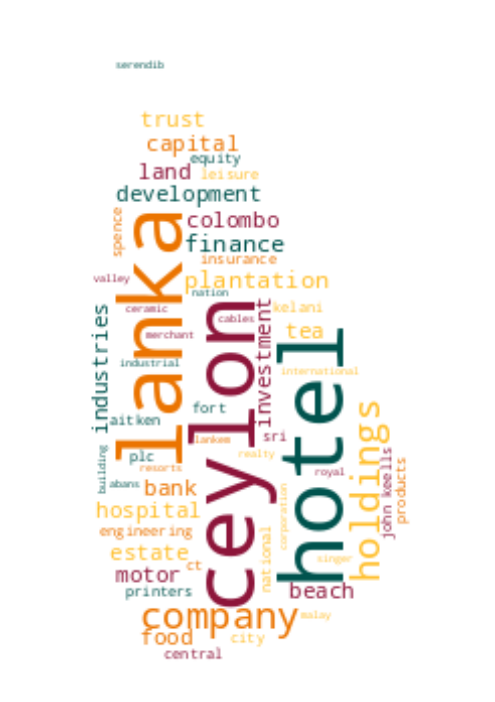 serendib
trust
capital
equity
land
leisure
development
spence
lanka
colombo
finance
insurance
valley
plantation
nation
ceylon
investment
ceramic
cables
kelani
merchant
tea
industries
hotel
industrial
international
fort
aitken
lankem
sri
plc
realty
resorts
building
royal
john keells
products
holdings
abans
bank
corporation
hospital
engineering
national
estate
singer
ct
motor
printers
beach
company
malay
food
city
central